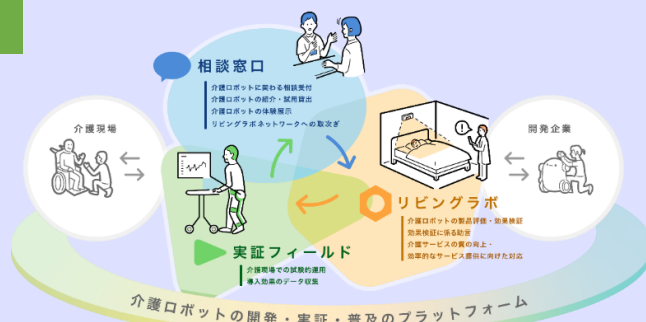 相談窓口
介護ロボットに関わる相談受付
介護ロボットの紹介・試用貸出
介護ロボットの体験展示
リビングラボネットワークへの取次ぎ
介護現場
開発企業
リビングラボ
介護ロボットの製品評価・効果検証
効果検証に係る助言
介護サービスの質の向上・
効率的なサービス提供に向けた対応
実証フィールド
介護現場での試験的運用
導入効果のデータ収集
介護ロボットの開発・実証・普及のプラットフォーム